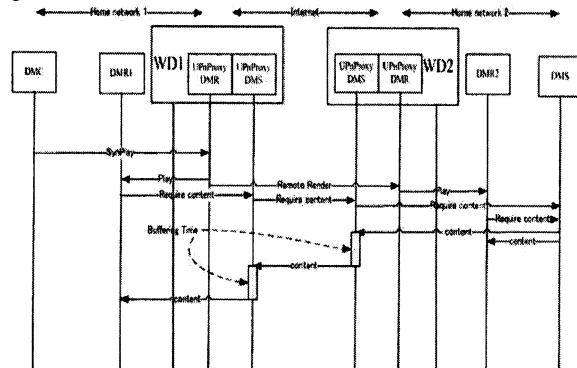 Home network 1
Internet
Home network 2
DMC
DMR1
WD1
UPnPProxy
DMR
UPnPProxy
DMS
UPnPProxy
DMS
UPnPProxy
DMR
WD2
DMR2
DMS
SynPlay
Play
Remote Render
Play
Require content
Require content
Require content
Require content
Buffering Time
content
content
content
content